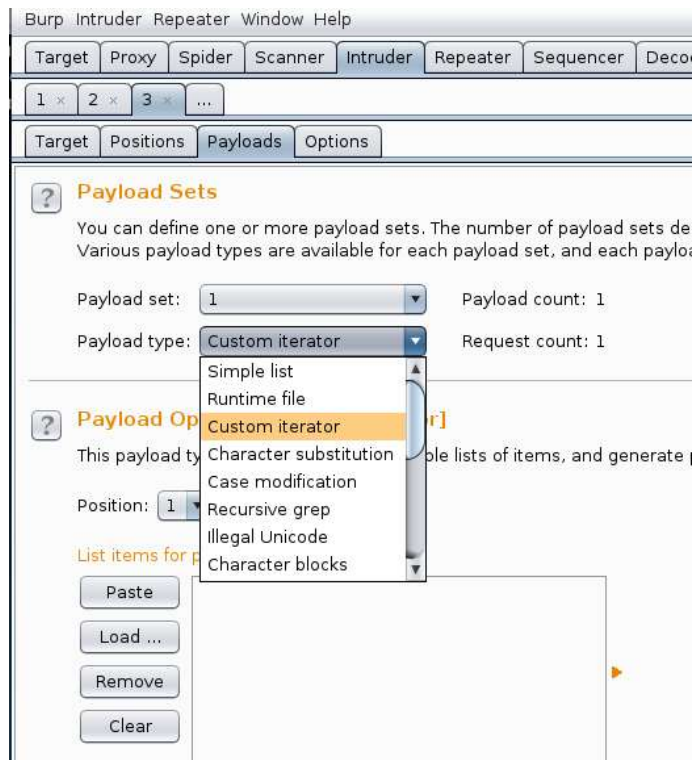 Burp Intruder Repeater Window Help
Target Proxy Spider Scanner Intruder Repeater Sequencer Deco
1 × 2 × 3 × ...
Target Positions Payloads Options
? Payload Sets
You can define one or more payload sets. The number of payload sets de
Various payload types are available for each payload set, and each payloa
Payload set: 1 Payload count: 1
Payload type: Custom iterator Request count: 1
Simple list
Runtime file
? Payload Op Custom iterator r]
This payload ty Character substitution ple lists of items, and generate p
Case modification
Position: 1 Recursive grep
Illegal Unicode
List items for p Character blocks
Paste
Load ...
Remove
Clear